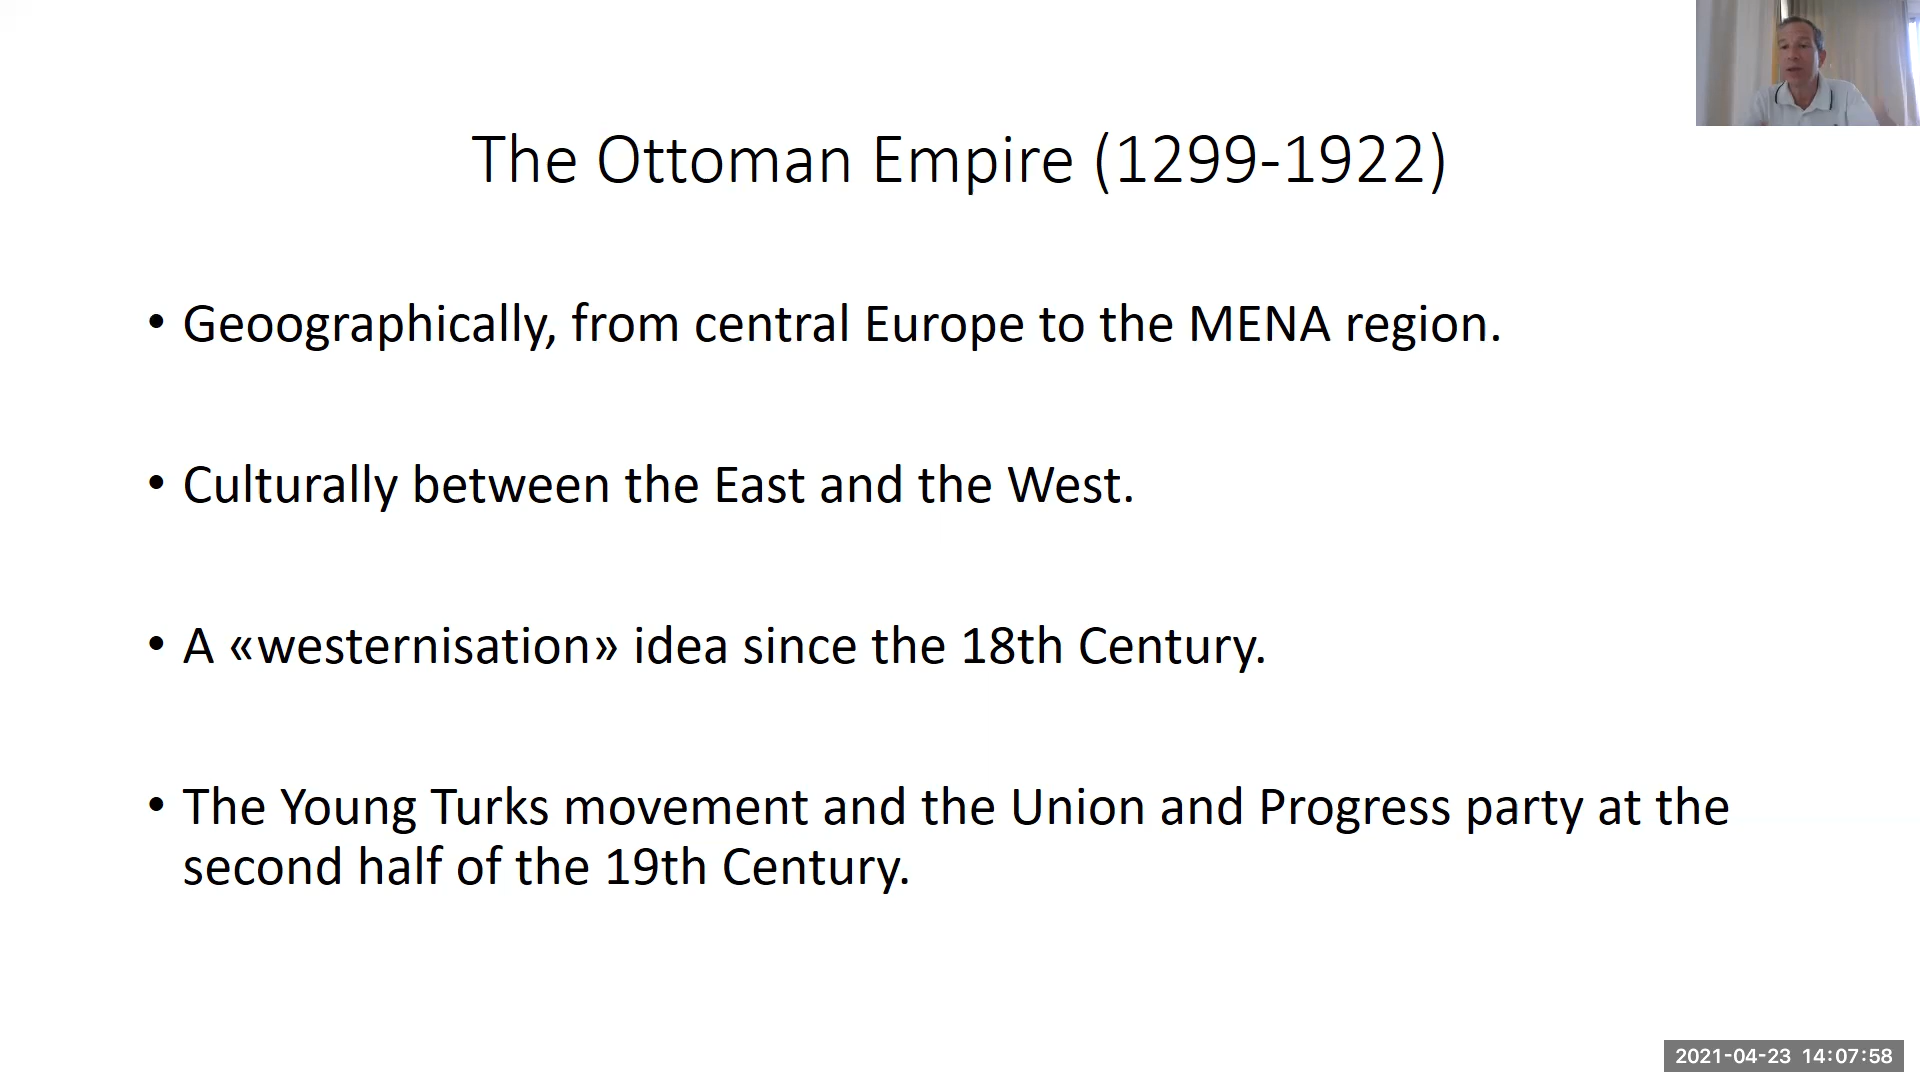 The Ottoman Empire (1299-1922)
• Geoographically, from central Europe to the MENA region.
• Culturally between the East and the West.
• A «westernisation» idea since the 18th Century.
• The Young Turks movement and the Union and Progress party at the
second half of the 19th Century.
2021-04-23 14:07:58